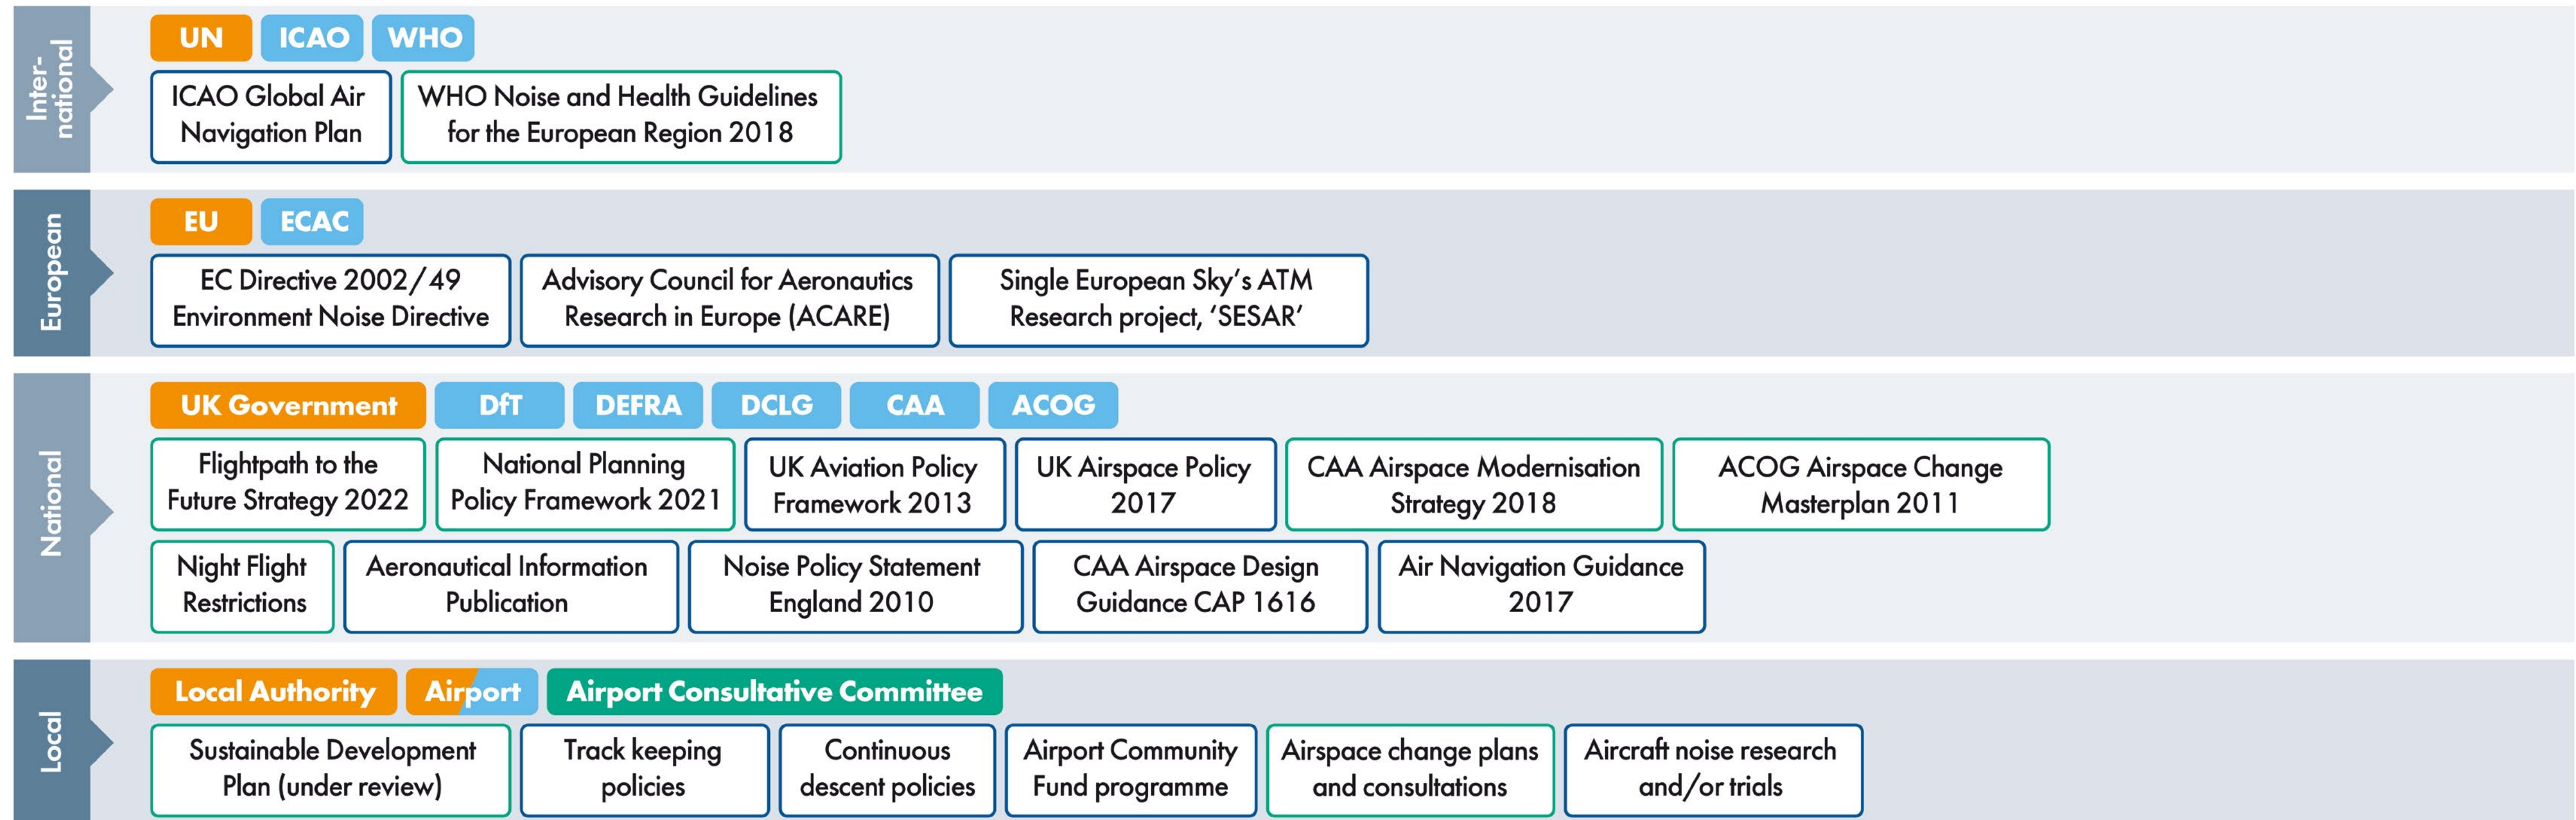 Inter-
national
UN
ICAO
WHO
ICAO Global Air
Navigation Plan
WHO Noise and Health Guidelines
for the European Region 2018
European
EU
ECAC
EC Directive 2002/49
Environment Noise Directive
Advisory Council for Aeronautics
Research in Europe (ACARE)
Single European Sky’s ATM
Research project, ‘SESAR’
National
UK Government
DfT
DEFRA
DCLG
CAA
ACOG
Flightpath to the
Future Strategy 2022
National Planning
Policy Framework 2021
UK Aviation Policy
Framework 2013
UK Airspace Policy
2017
CAA Airspace Modernisation
Strategy 2018
ACOG Airspace Change
Masterplan 2011
Night Flight
Restrictions
Aeronautical Information
Publication
Noise Policy Statement
England 2010
CAA Airspace Design
Guidance CAP 1616
Air Navigation Guidance
2017
Local
Local Authority
Airport
Airport Consultative Committee
Sustainable Development
Plan (under review)
Track keeping
policies
Continuous
descent policies
Airport Community
Fund programme
Airspace change plans
and consultations
Aircraft noise research
and/or trials